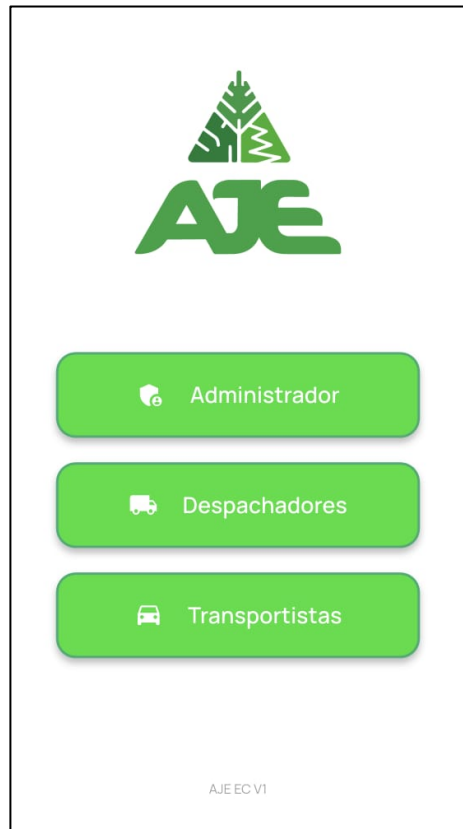 AJE
Administrador
Despachadores
Transportistas
AJE EC V1